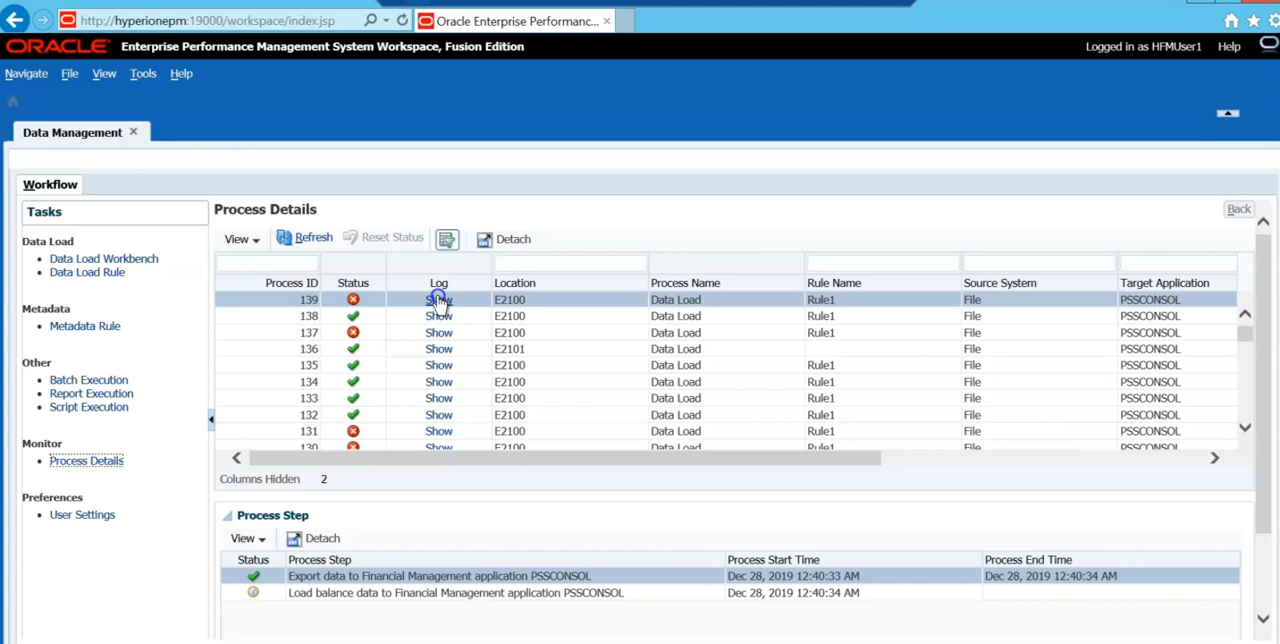 http://hyperionepm:19000/workspace/index.jsp Oracle Enterprise Performanc...
ORACLE Enterprise Performance Management System Workspace, Fusion Edition Logged in as HFMUser1 Help
Navigate File View Tools Help
Data Management
Workflow
Tasks
Data Load
Data Load Workbench
Data Load Rule
Metadata
Metadata Rule
Other
Batch Execution
Report Execution
Script Execution
Monitor
Process Details
Preferences
User Settings
Process Details Back
View Refresh Reset Status Detach
Process ID Status Log Location Process Name Rule Name Source System Target Application
139 Show E2100 Data Load Rule1 File PSSCONSOL
138 Show E2100 Data Load Rule1 File PSSCONSOL
137 Show E2100 Data Load Rule1 File PSSCONSOL
136 Show E2101 Data Load File PSSCONSOL
135 Show E2100 Data Load Rule1 File PSSCONSOL
134 Show E2100 Data Load Rule1 File PSSCONSOL
133 Show E2100 Data Load Rule1 File PSSCONSOL
132 Show E2100 Data Load Rule1 File PSSCONSOL
131 Show E2100 Data Load Rule1 File PSSCONSOL
130 Show E2100 Data Load Rule1 File PSSCONSOL
Columns Hidden 2
Process Step
View Detach
Status Process Step Process Start Time Process End Time
Export data to Financial Management application PSSCONSOL Dec 28, 2019 12:40:33 AM Dec 28, 2019 12:40:34 AM
Load balance data to Financial Management application PSSCONSOL Dec 28, 2019 12:40:34 AM